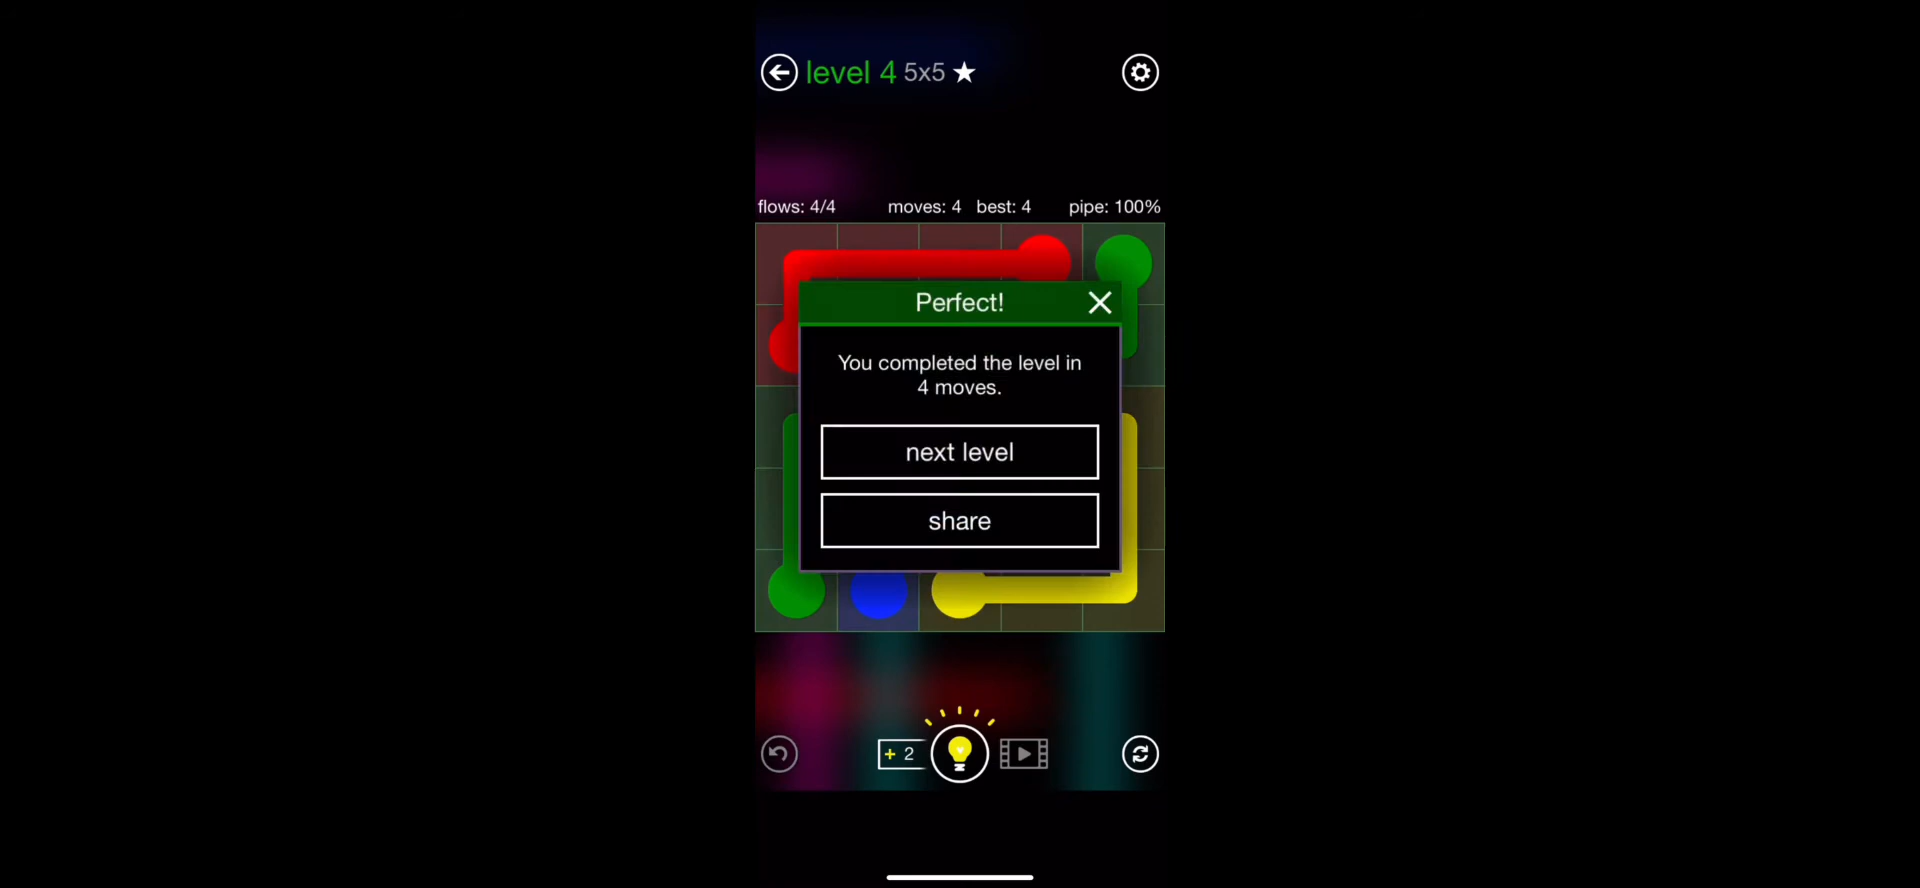 level 4 5x5
flows: 4/4 moves: 4 best: 4 pipe: 100%
Perfect!
You completed the level in
4 moves.
next level
share
+ 2